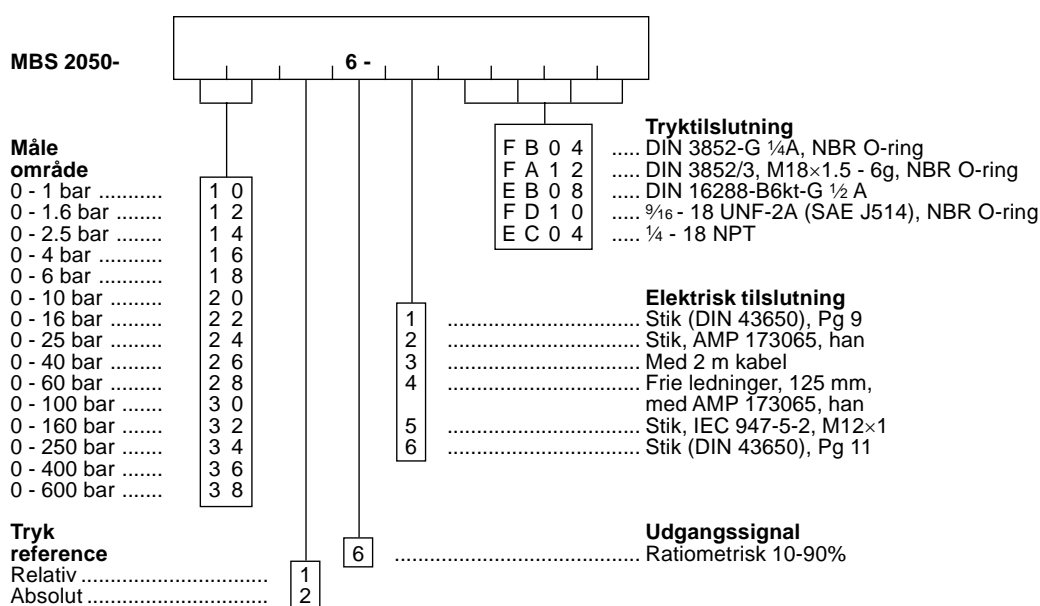 MBS 2050- 6 -
Måle
område
0 - 1 bar ............ 1 0
0 - 1.6 bar ......... 1 2
0 - 2.5 bar ........ 1 4
0 - 4 bar ............ 1 6
0 - 6 bar ............ 1 8
0 - 10 bar .......... 2 0
0 - 16 bar .......... 2 2
0 - 25 bar .......... 2 4
0 - 40 bar .......... 2 6
0 - 60 bar .......... 2 8
0 - 100 bar ....... 3 0
0 - 160 bar ....... 3 2
0 - 250 bar ....... 3 4
0 - 400 bar ....... 3 6
0 - 600 bar ....... 3 8
Tryk
reference
Relativ ................................. 1
Absolut ................................ 2
Tryktilslutning
F B 0 4 ..... DIN 3852-G ¼A, NBR O-ring
F A 1 2 ..... DIN 3852/3, M18×1.5 - 6g, NBR O-ring
E B 0 8 ..... DIN 16288-B6kt-G ½ A
F D 1 0 ..... 9⁄16 - 18 UNF-2A (SAE J514), NBR O-ring
E C 0 4 ..... ¼ - 18 NPT
Elektrisk tilslutning
1 .................................. Stik (DIN 43650), Pg 9
2 .................................. Stik, AMP 173065, han
3 .................................. Med 2 m kabel
4 .................................. Frie ledninger, 125 mm,
med AMP 173065, han
5 .................................. Stik, IEC 947-5-2, M12×1
6 .................................. Stik (DIN 43650), Pg 11
Udgangssignal
6 ........................................... Ratiometrisk 10-90%